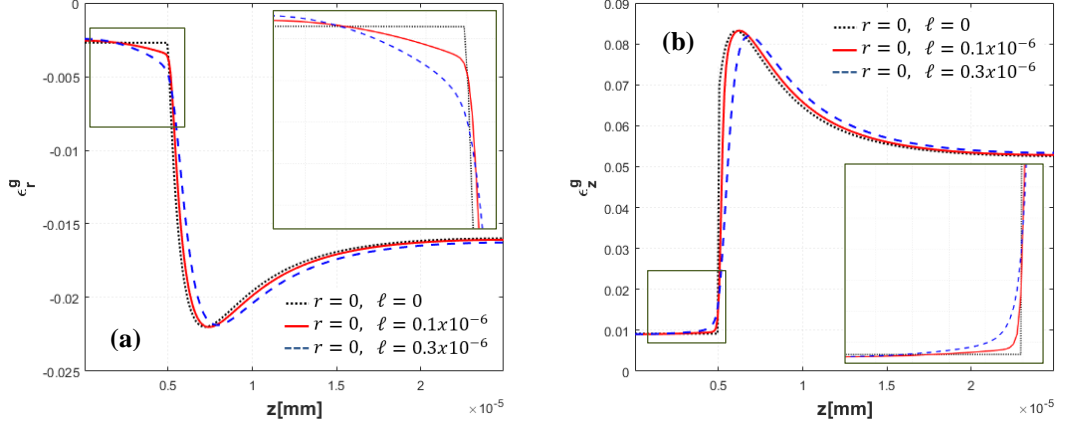 0
-0.005
-0.01
-0.015
-0.02
-0.025
ϵ_r^g
r = 0, ℓ = 0
r = 0, ℓ = 0.1x10⁻⁶
r = 0, ℓ = 0.3x10⁻⁶
(a)
0.5 1 1.5 2
z[mm]
×10⁻⁵
0.09
0.08
0.07
0.06
0.05
0.04
0.03
0.02
0.01
0
ϵ_z^g
(b)
r = 0, ℓ = 0
r = 0, ℓ = 0.1x10⁻⁶
r = 0, ℓ = 0.3x10⁻⁶
0.5 1 1.5 2
z[mm]
×10⁻⁵